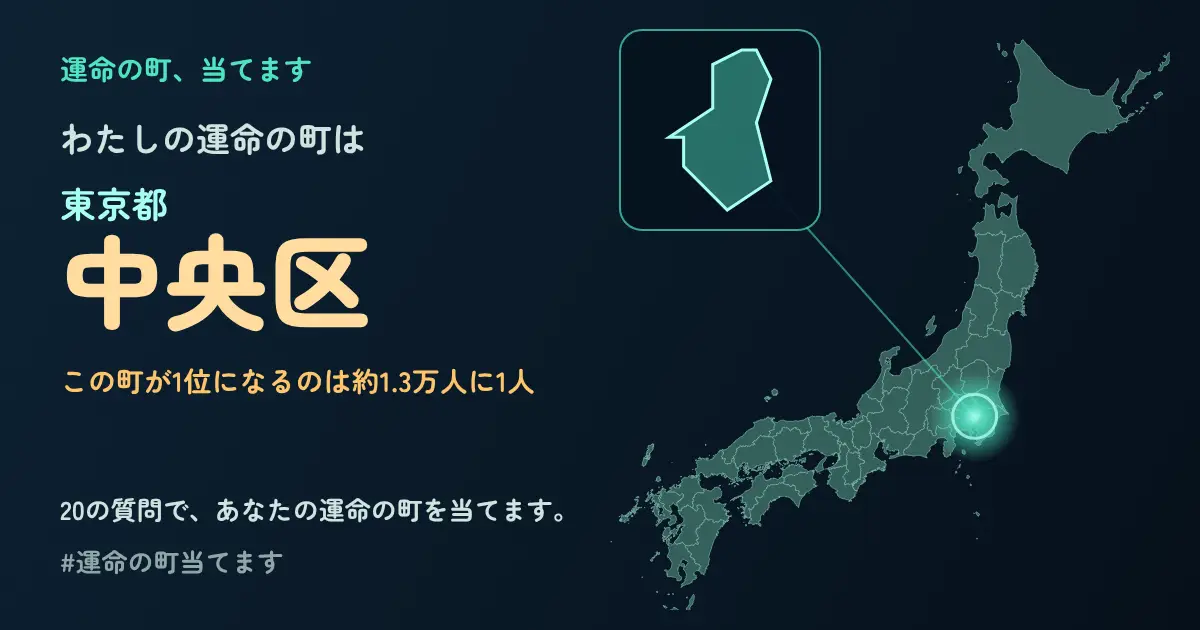 運命の町、当てます
わたしの運命の町は
東京都
中央区
この町が1位になるのは約1.3万人に1人
20の質問で、あなたの運命の町を当てます。
#運命の町当てます